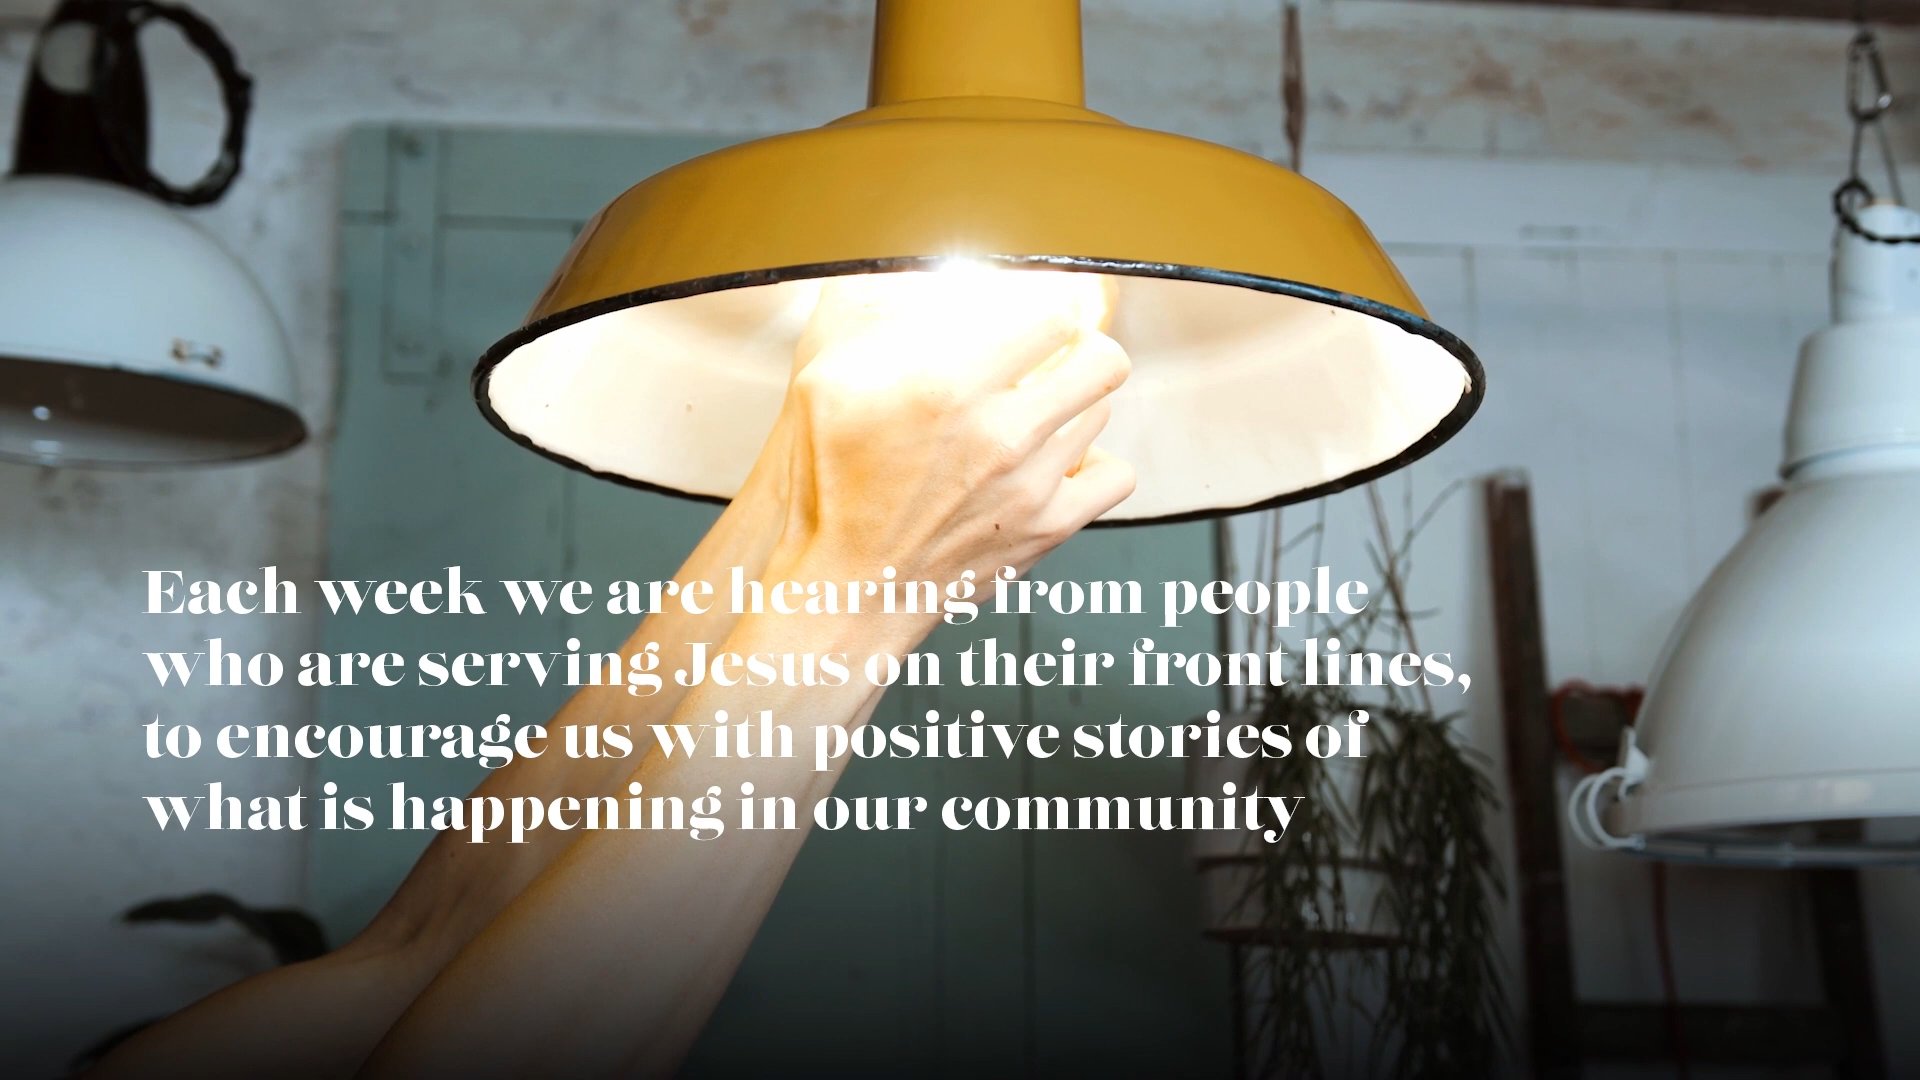 Each week we are hearing from people
who are serving Jesus on their front lines,
to encourage us with positive stories of
what is happening in our community